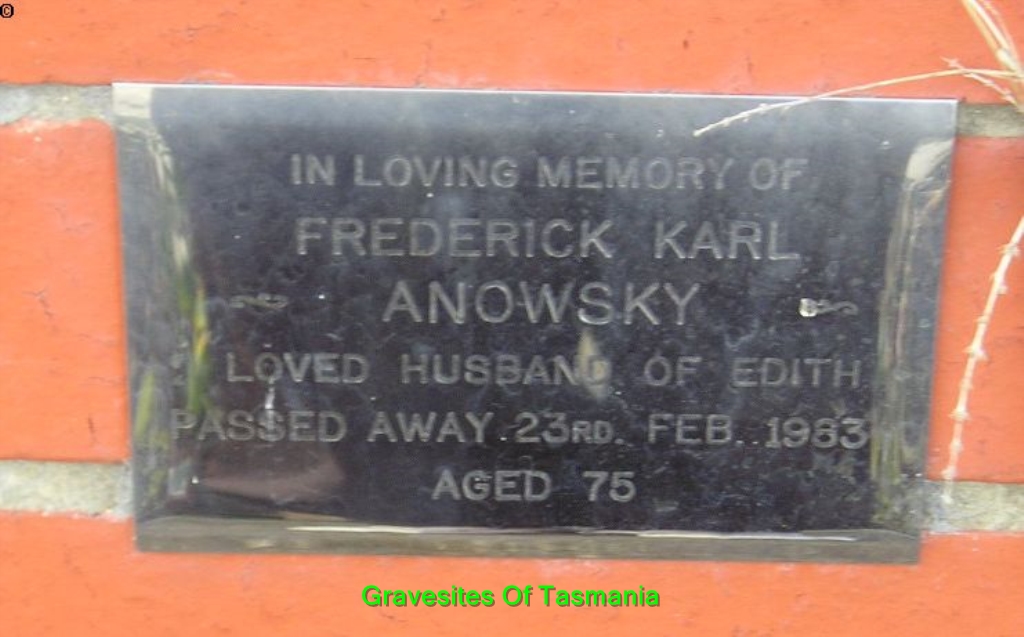 ©
IN LOVING MEMORY OF
FREDERICK KARL
ANOWSKY
LOVED HUSBAND OF EDITH
PASSED AWAY 23RD. FEB. 1983
AGED 75
Gravesites Of Tasmania